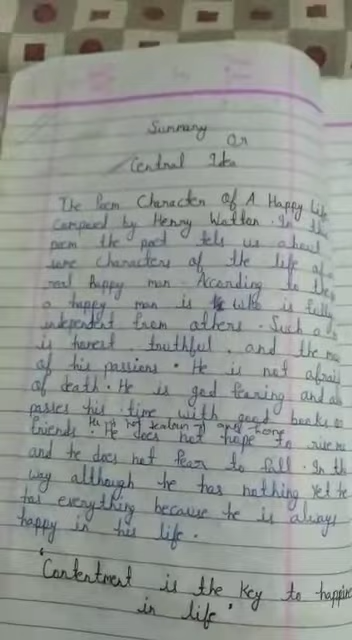 Summary
Or
Central Idea
The Poem Character Of A Happy Life
Composed by Henry Wotton. In this
poem the poet tells us about
some characters of the life of a
real happy man. According to the
a happy man is who is fully
independent from others. Such a
is honest, truthful, and the
of his passions. He is not afraid
of death. He is god fearing and
passes his time with good books or
friends. He is not jealous of any one
He does not hope to rise
and he does not fear to fall. In th
way although he has nothing yet he
has everything because he is always
happy in his life.
"Contentment is the key to happine
in life"